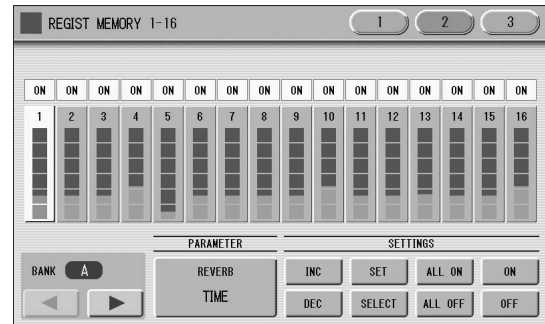 REGIST MEMORY 1-16 1 2 3
ON ON ON ON ON ON ON ON ON ON ON ON ON ON ON ON
1 2 3 4 5 6 7 8 9 10 11 12 13 14 15 16
PARAMETER SETTINGS
BANK A REVERB TIME INC SET ALL ON ON
DEC SELECT ALL OFF OFF